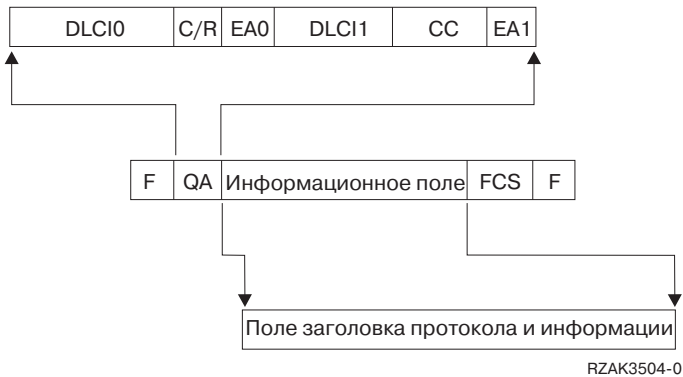 DLCI0 C/R EA0 DLCI1 CC EA1
F QA Информационное поле FCS F
Поле заголовка протокола и информации
RZAK3504-0